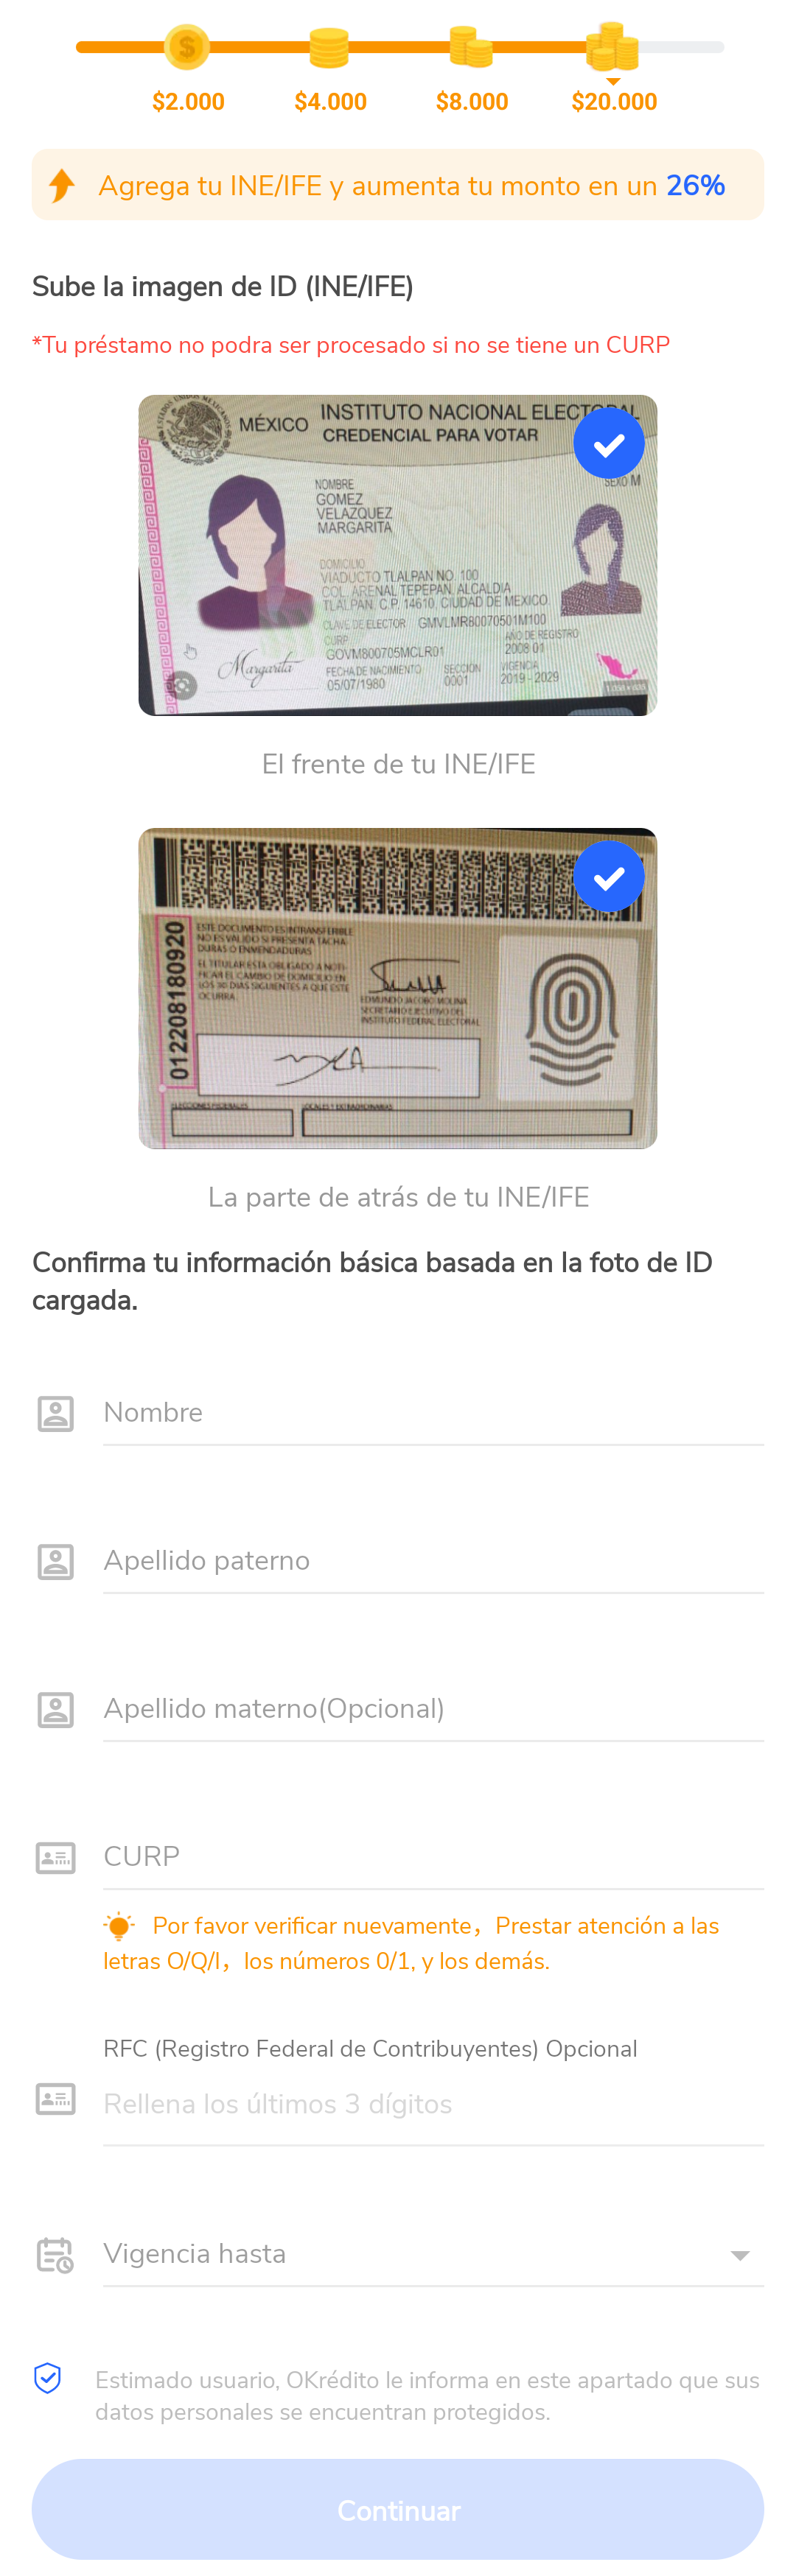 $2.000 $4.000 $8.000 $20.000
Agrega tu INE/IFE y aumenta tu monto en un 26%
Sube la imagen de ID (INE/IFE)
*Tu préstamo no podra ser procesado si no se tiene un CURP
MÉXICO INSTITUTO NACIONAL ELECTORAL
CREDENCIAL PARA VOTAR
NOMBRE
SEXO M
GOMEZ
VELAZQUEZ
MARGARITA
DOMICILIO
VIADUCTO TLALPAN NO. 100
COL. ARENAL TEPEPAN, ALCALDIA
TLALPAN. C.P. 14610, CIUDAD DE MEXICO.
CLAVE DE ELECTOR GMVLMR80070501M100
CURP
GOVM800705MCLR01
AÑO DE REGISTRO
2008 01
FECHA DE NACIMIENTO
05/07/1980
SECCIÓN
0001
VIGENCIA
2019 - 2029
Margarita
El frente de tu INE/IFE
012208180920
ESTE DOCUMENTO ES INTRANSFERIBLE
NO ES VALIDO SI PRESENTA TACHA-
DURAS O ENMENDADURAS
EL TITULAR ESTA OBLIGADO A NOTI-
FICAR EL CAMBIO DE DOMICILIO EN
LOS 30 DIAS SIGUIENTES A QUE ESTE
OCURRA.
EDMUNDO JACOBO MOLINA
SECRETARIO EJECUTIVO DEL
INSTITUTO FEDERAL ELECTORAL
ELECCIONES FEDERALES
LOCALES Y EXTRAORDINARIAS
La parte de atrás de tu INE/IFE
Confirma tu información básica basada en la foto de ID
cargada.
Nombre
Apellido paterno
Apellido materno(Opcional)
CURP
Por favor verificar nuevamente，Prestar atención a las
letras O/Q/I，los números 0/1, y los demás.
RFC (Registro Federal de Contribuyentes) Opcional
Rellena los últimos 3 dígitos
Vigencia hasta
Estimado usuario, OKrédito le informa en este apartado que sus
datos personales se encuentran protegidos.
Continuar